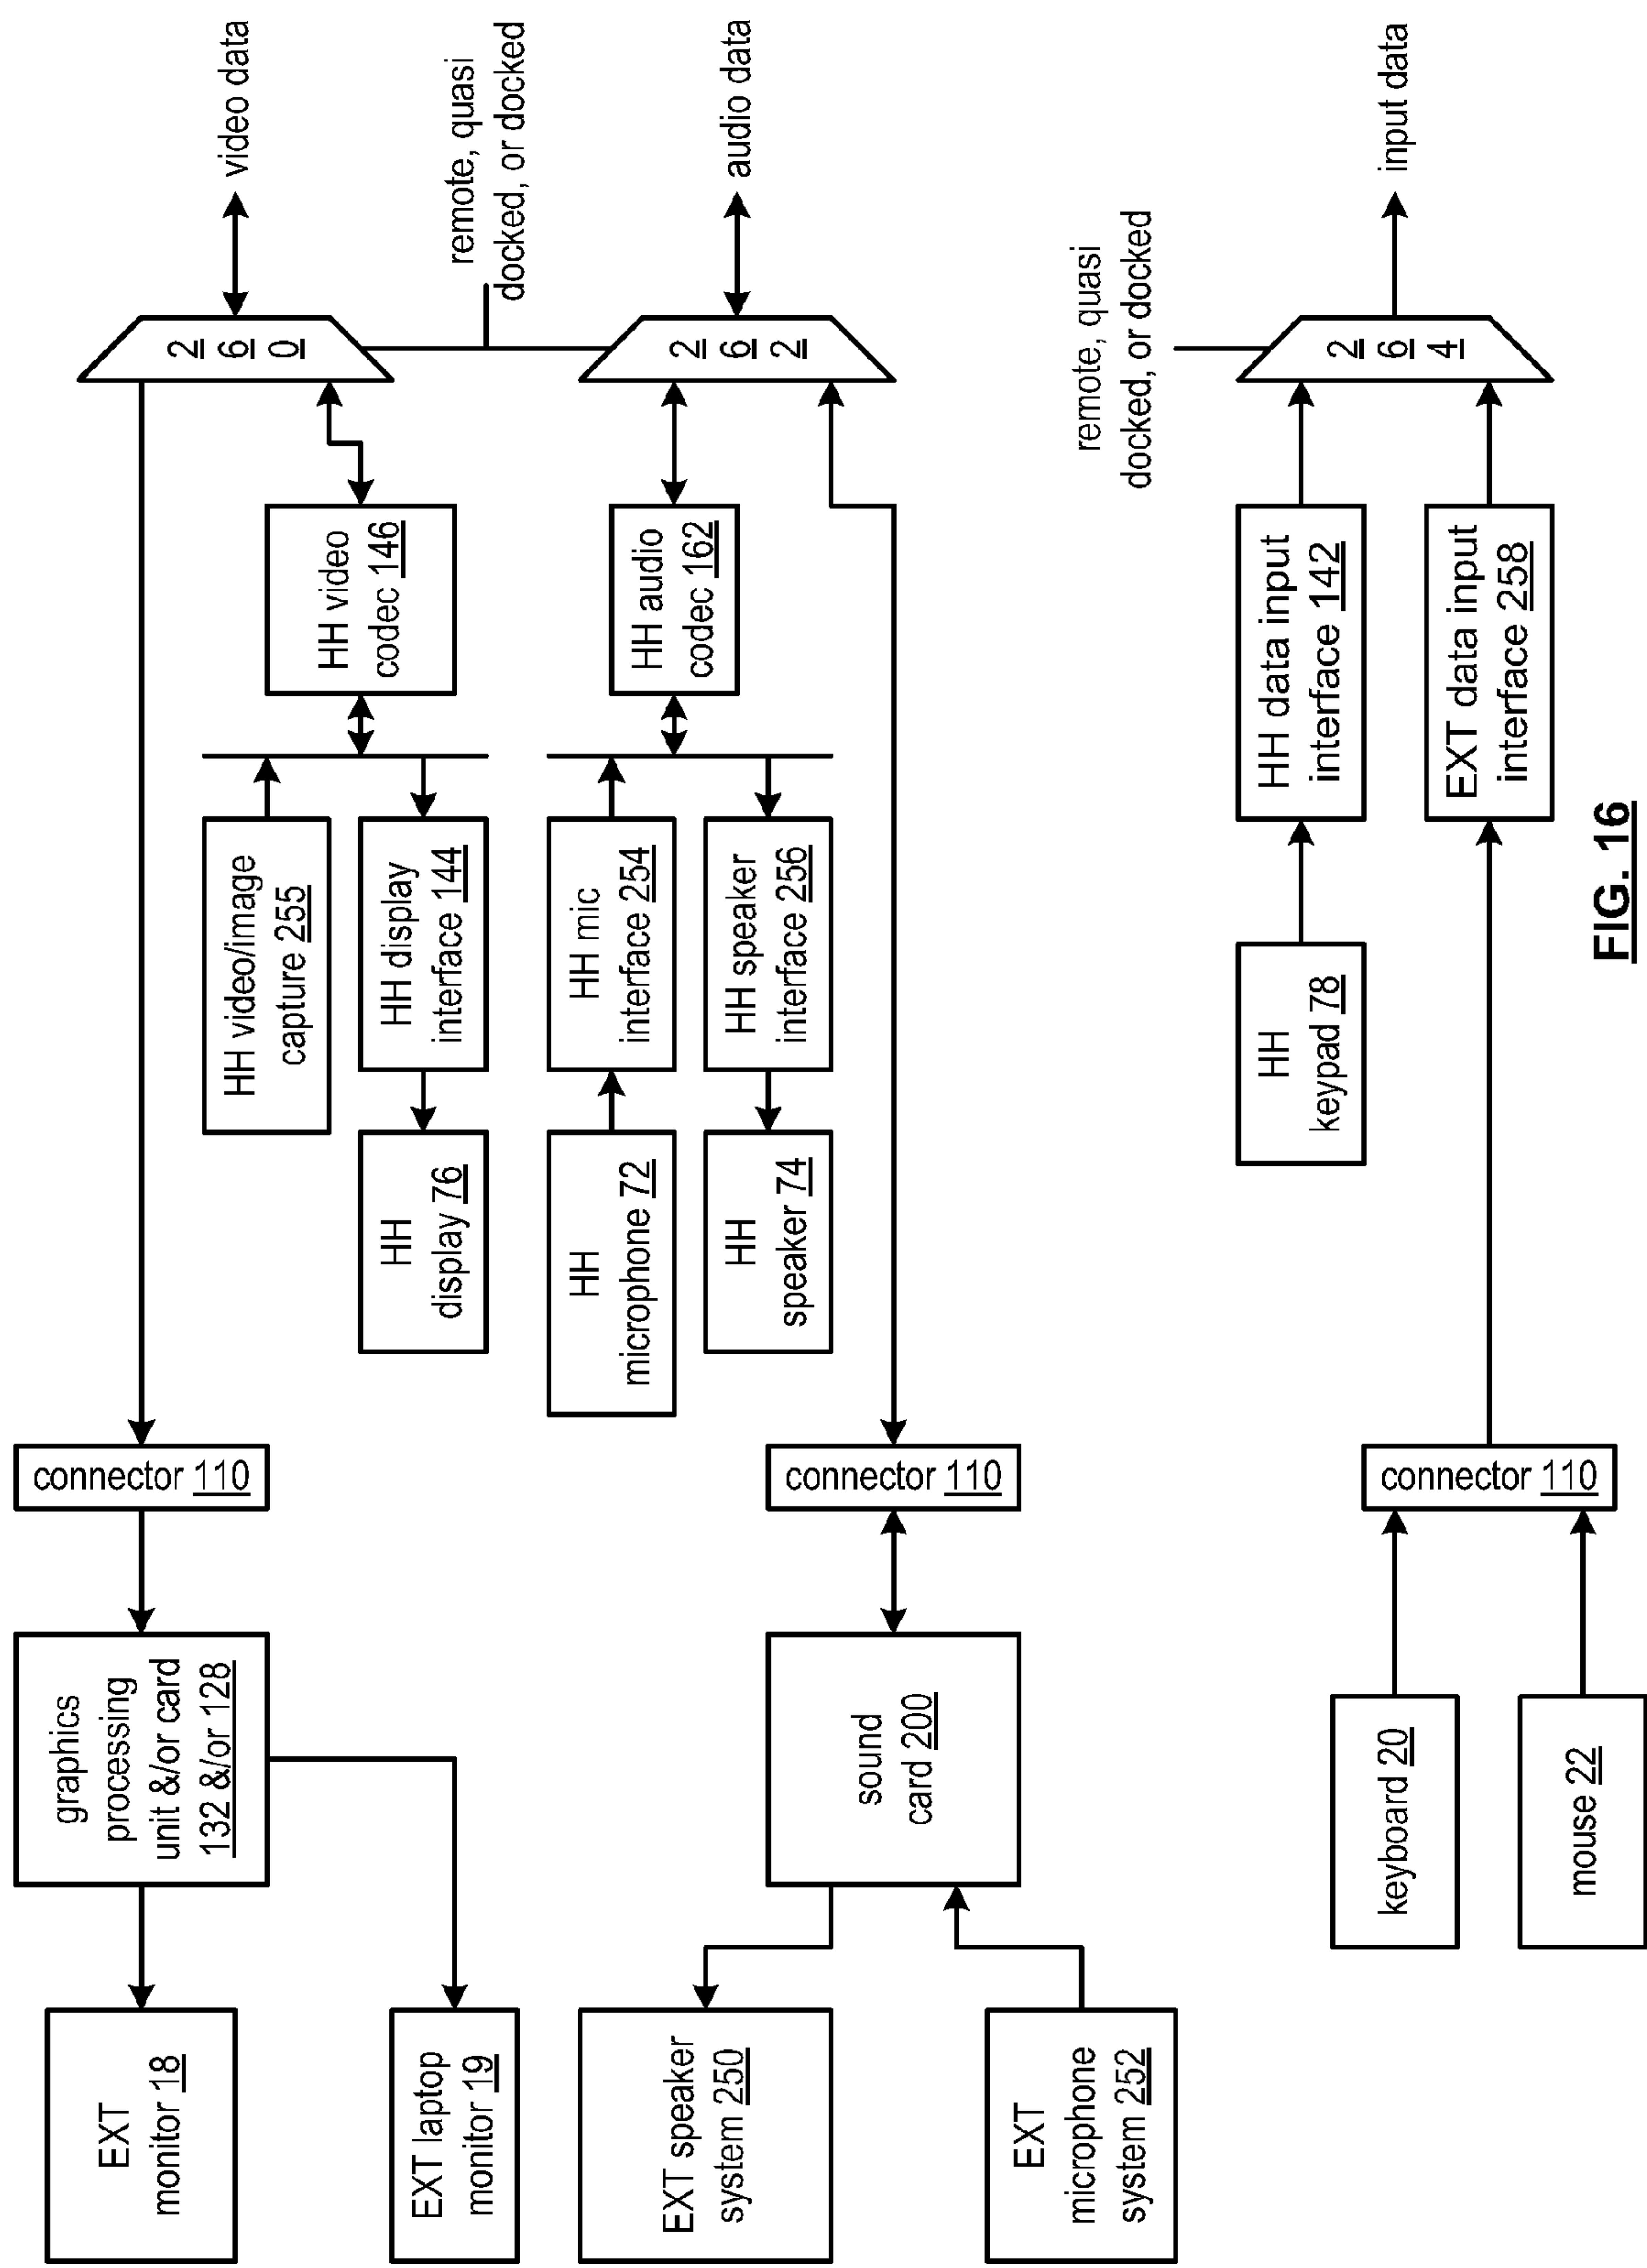 EXT
monitor 18
EXT laptop
monitor 19
EXT speaker
system 250
EXT
microphone
system 252
graphics
processing
unit &/or card
132 &/or 128
sound
card 200
keyboard 20
mouse 22
connector 110
connector 110
connector 110
HH
display 76
HH
microphone 72
HH
speaker 74
HH
keypad 78
HH video/image
capture 255
HH display
interface 144
HH mic
interface 254
HH speaker
interface 256
HH video
codec 146
HH audio
codec 162
HH data input
interface 142
EXT data input
interface 258
260
262
264
remote, quasi
docked, or docked
remote, quasi
docked, or docked
video data
audio data
input data
FIG. 16